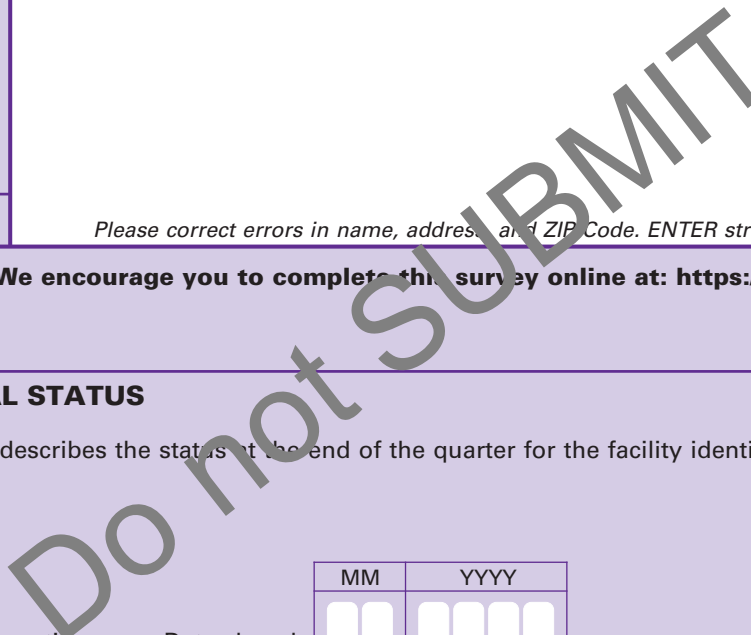 Please correct errors in name, address, and ZIP Code. ENTER str
We encourage you to complete this survey online at: https:/
L STATUS
describes the status at the end of the quarter for the facility identi
MM YYYY
Do not SUBMIT